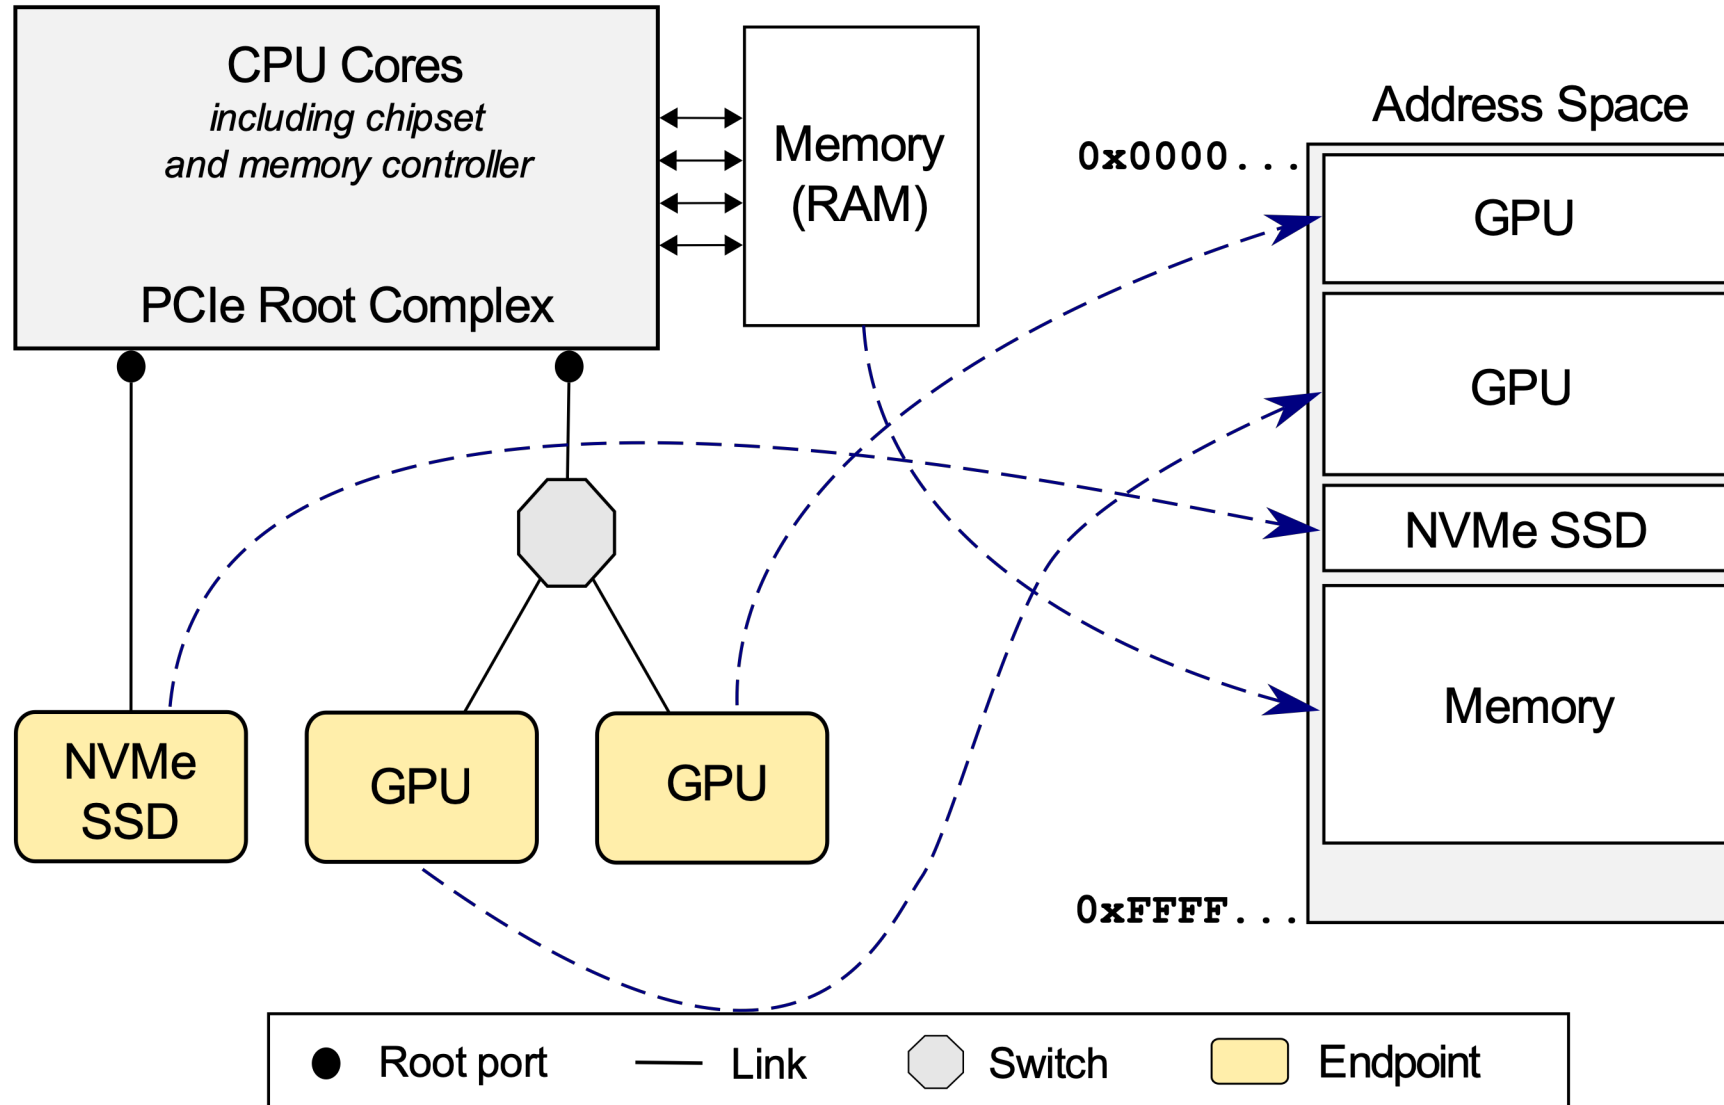 CPU Cores
including chipset
and memory controller
PCIe Root Complex
Memory
(RAM)
Address Space
0x0000...
GPU
GPU
NVMe SSD
Memory
0xFFFF...
NVMe
SSD
GPU
GPU
Root port
Link
Switch
Endpoint